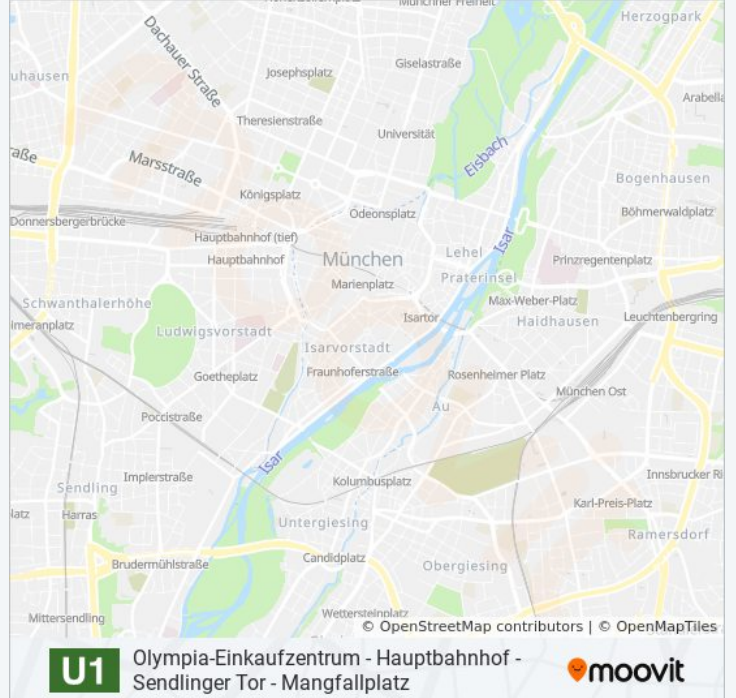 Münchner Freiheit
Herzogpark
Dachauer Straße
Giselastraße
Josephsplatz
Arabella
Theresienstraße
Universität
Eisbach
Marsstraße
Bogenhausen
Königsplatz
Odeonsplatz
Böhmerwaldplatz
Donnersbergerbrücke
Hauptbahnhof (tief)
Isar
Lehel
Hauptbahnhof
München
Prinzregentenplatz
Praterinsel
Marienplatz
Schwanthalerhöhe
Max-Weber-Platz
Isartor
Haidhausen
Leuchtenbergring
Ludwigsvorstadt
Isarvorstadt
Goetheplatz
Fraunhoferstraße
Rosenheimer Platz
München Ost
Au
Poccistraße
Isar
Implerstraße
Kolumbusplatz
Innsbrucker Ri
Sendling
Karl-Preis-Platz
Harras
Untergiesing
Ramersdorf
Candidplatz
Brudermühlstraße
Obergiesing
Mittersendling
Wettersteinplatz
© OpenStreetMap contributors | © OpenMapTiles
U1
Olympia-Einkaufzentrum - Hauptbahnhof -
Sendlinger Tor - Mangfallplatz
moovit